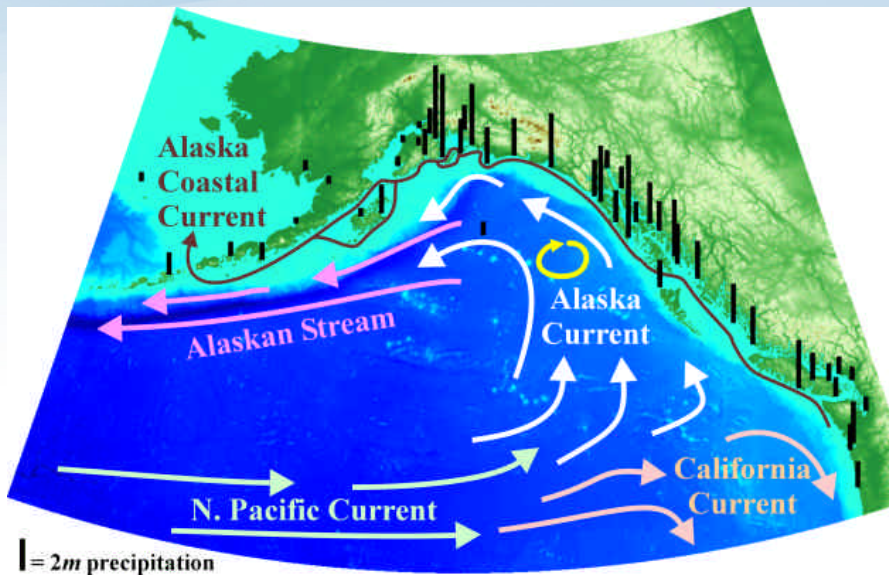 Alaska
Coastal
Current
Alaska
Current
Alaskan Stream
California
Current
N. Pacific Current
= 2m precipitation